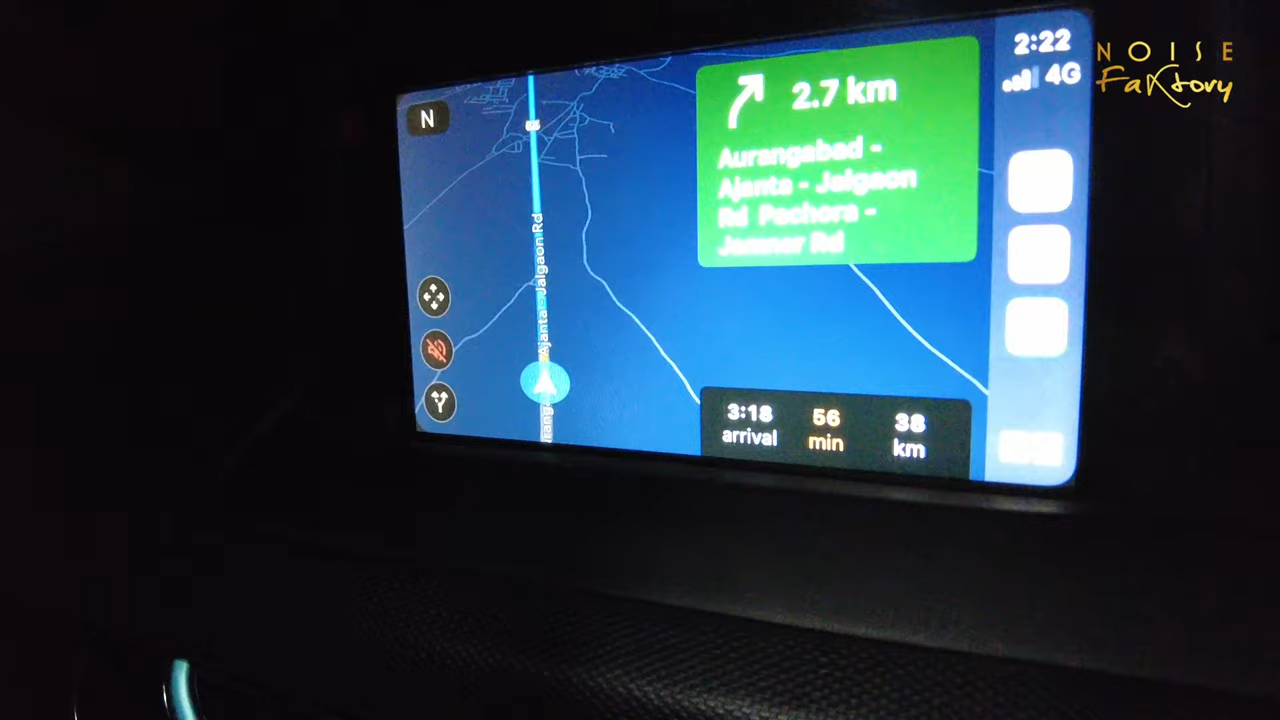 N
2.7 km
Aurangabad -
Ajanta - Jalgaon
Rd Pachora -
Jamner Rd
2:22
4G
NOISE
FaKtory
Ajanta - Jalgaon Rd
3:18
arrival
56
min
38
km